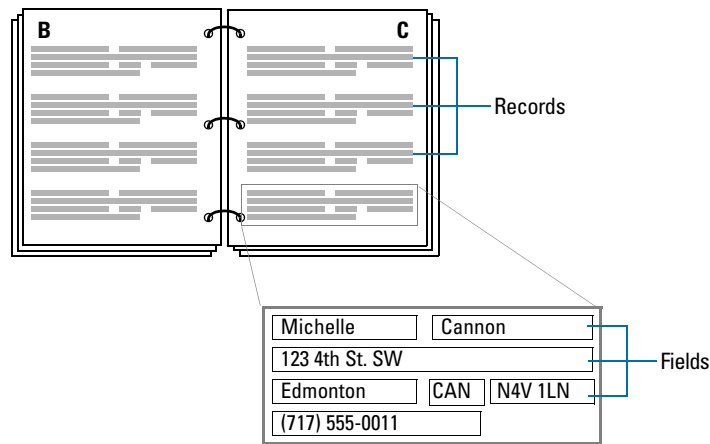 B
C
Records
Michelle Cannon
123 4th St. SW
Fields
Edmonton CAN N4V 1LN
(717) 555-0011